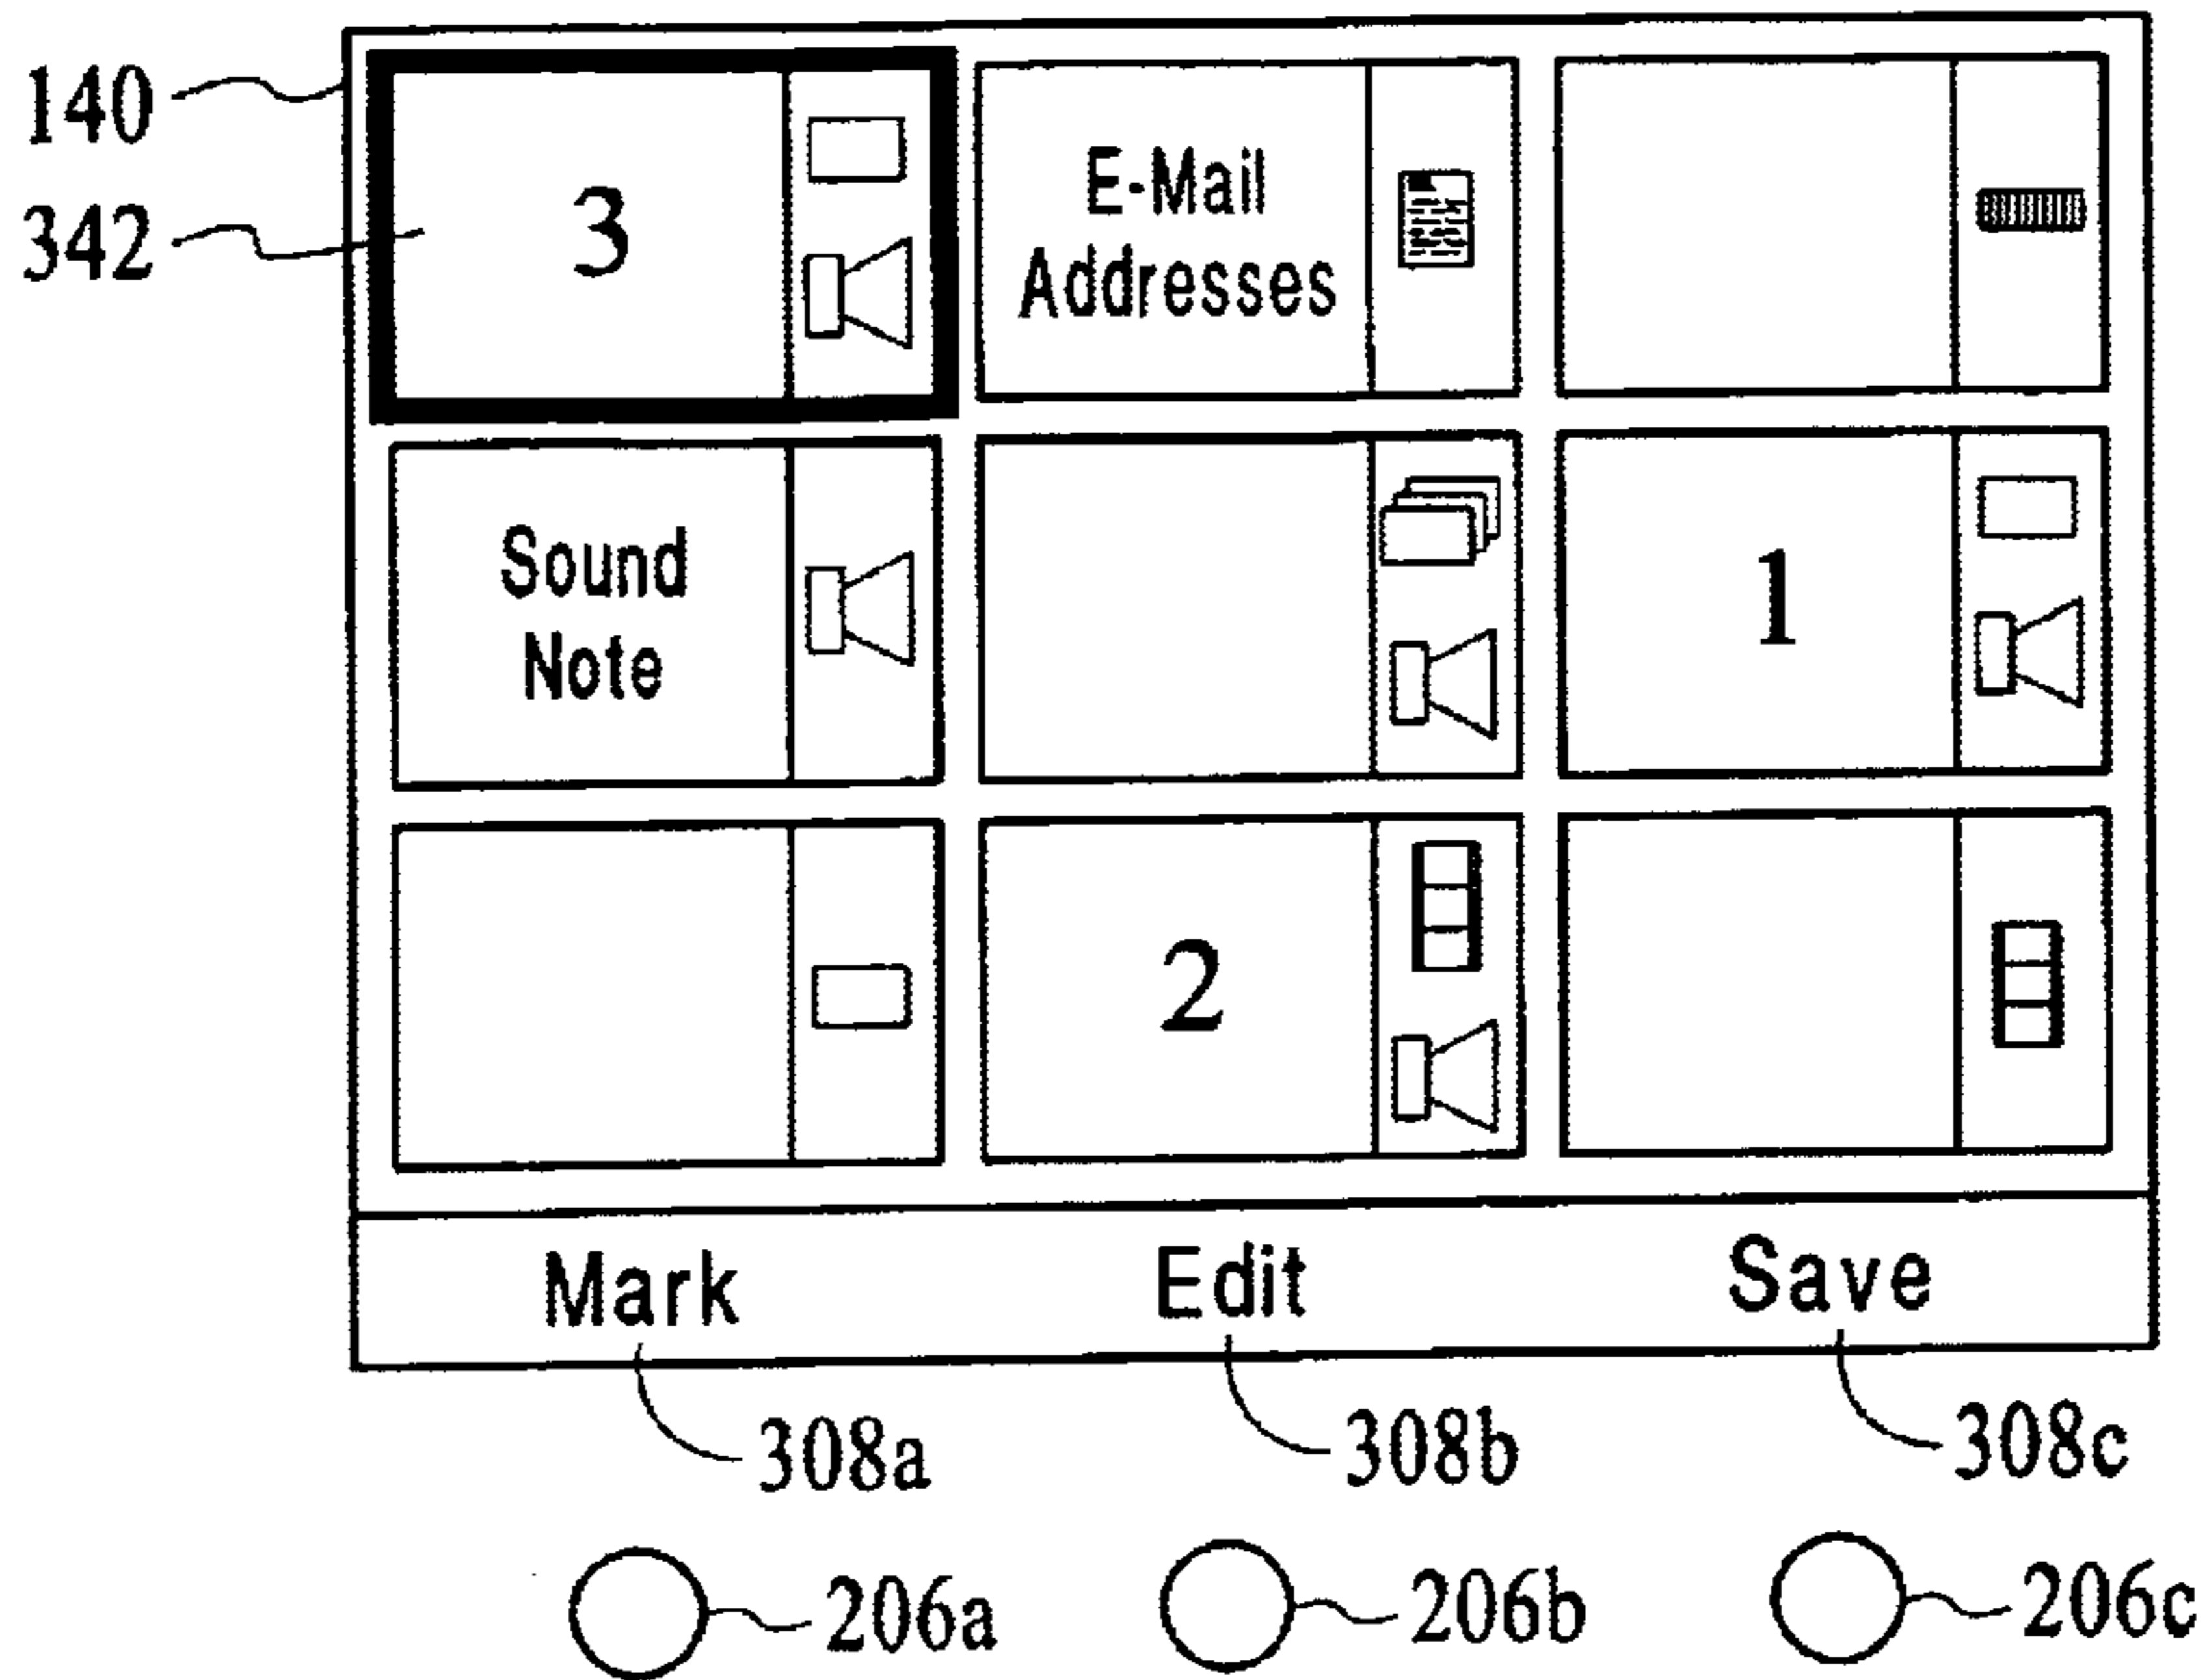 140
342
3
E-Mail
Addresses
Sound
Note
1
2
Mark
Edit
Save
308a
308b
308c
206a
206b
206c